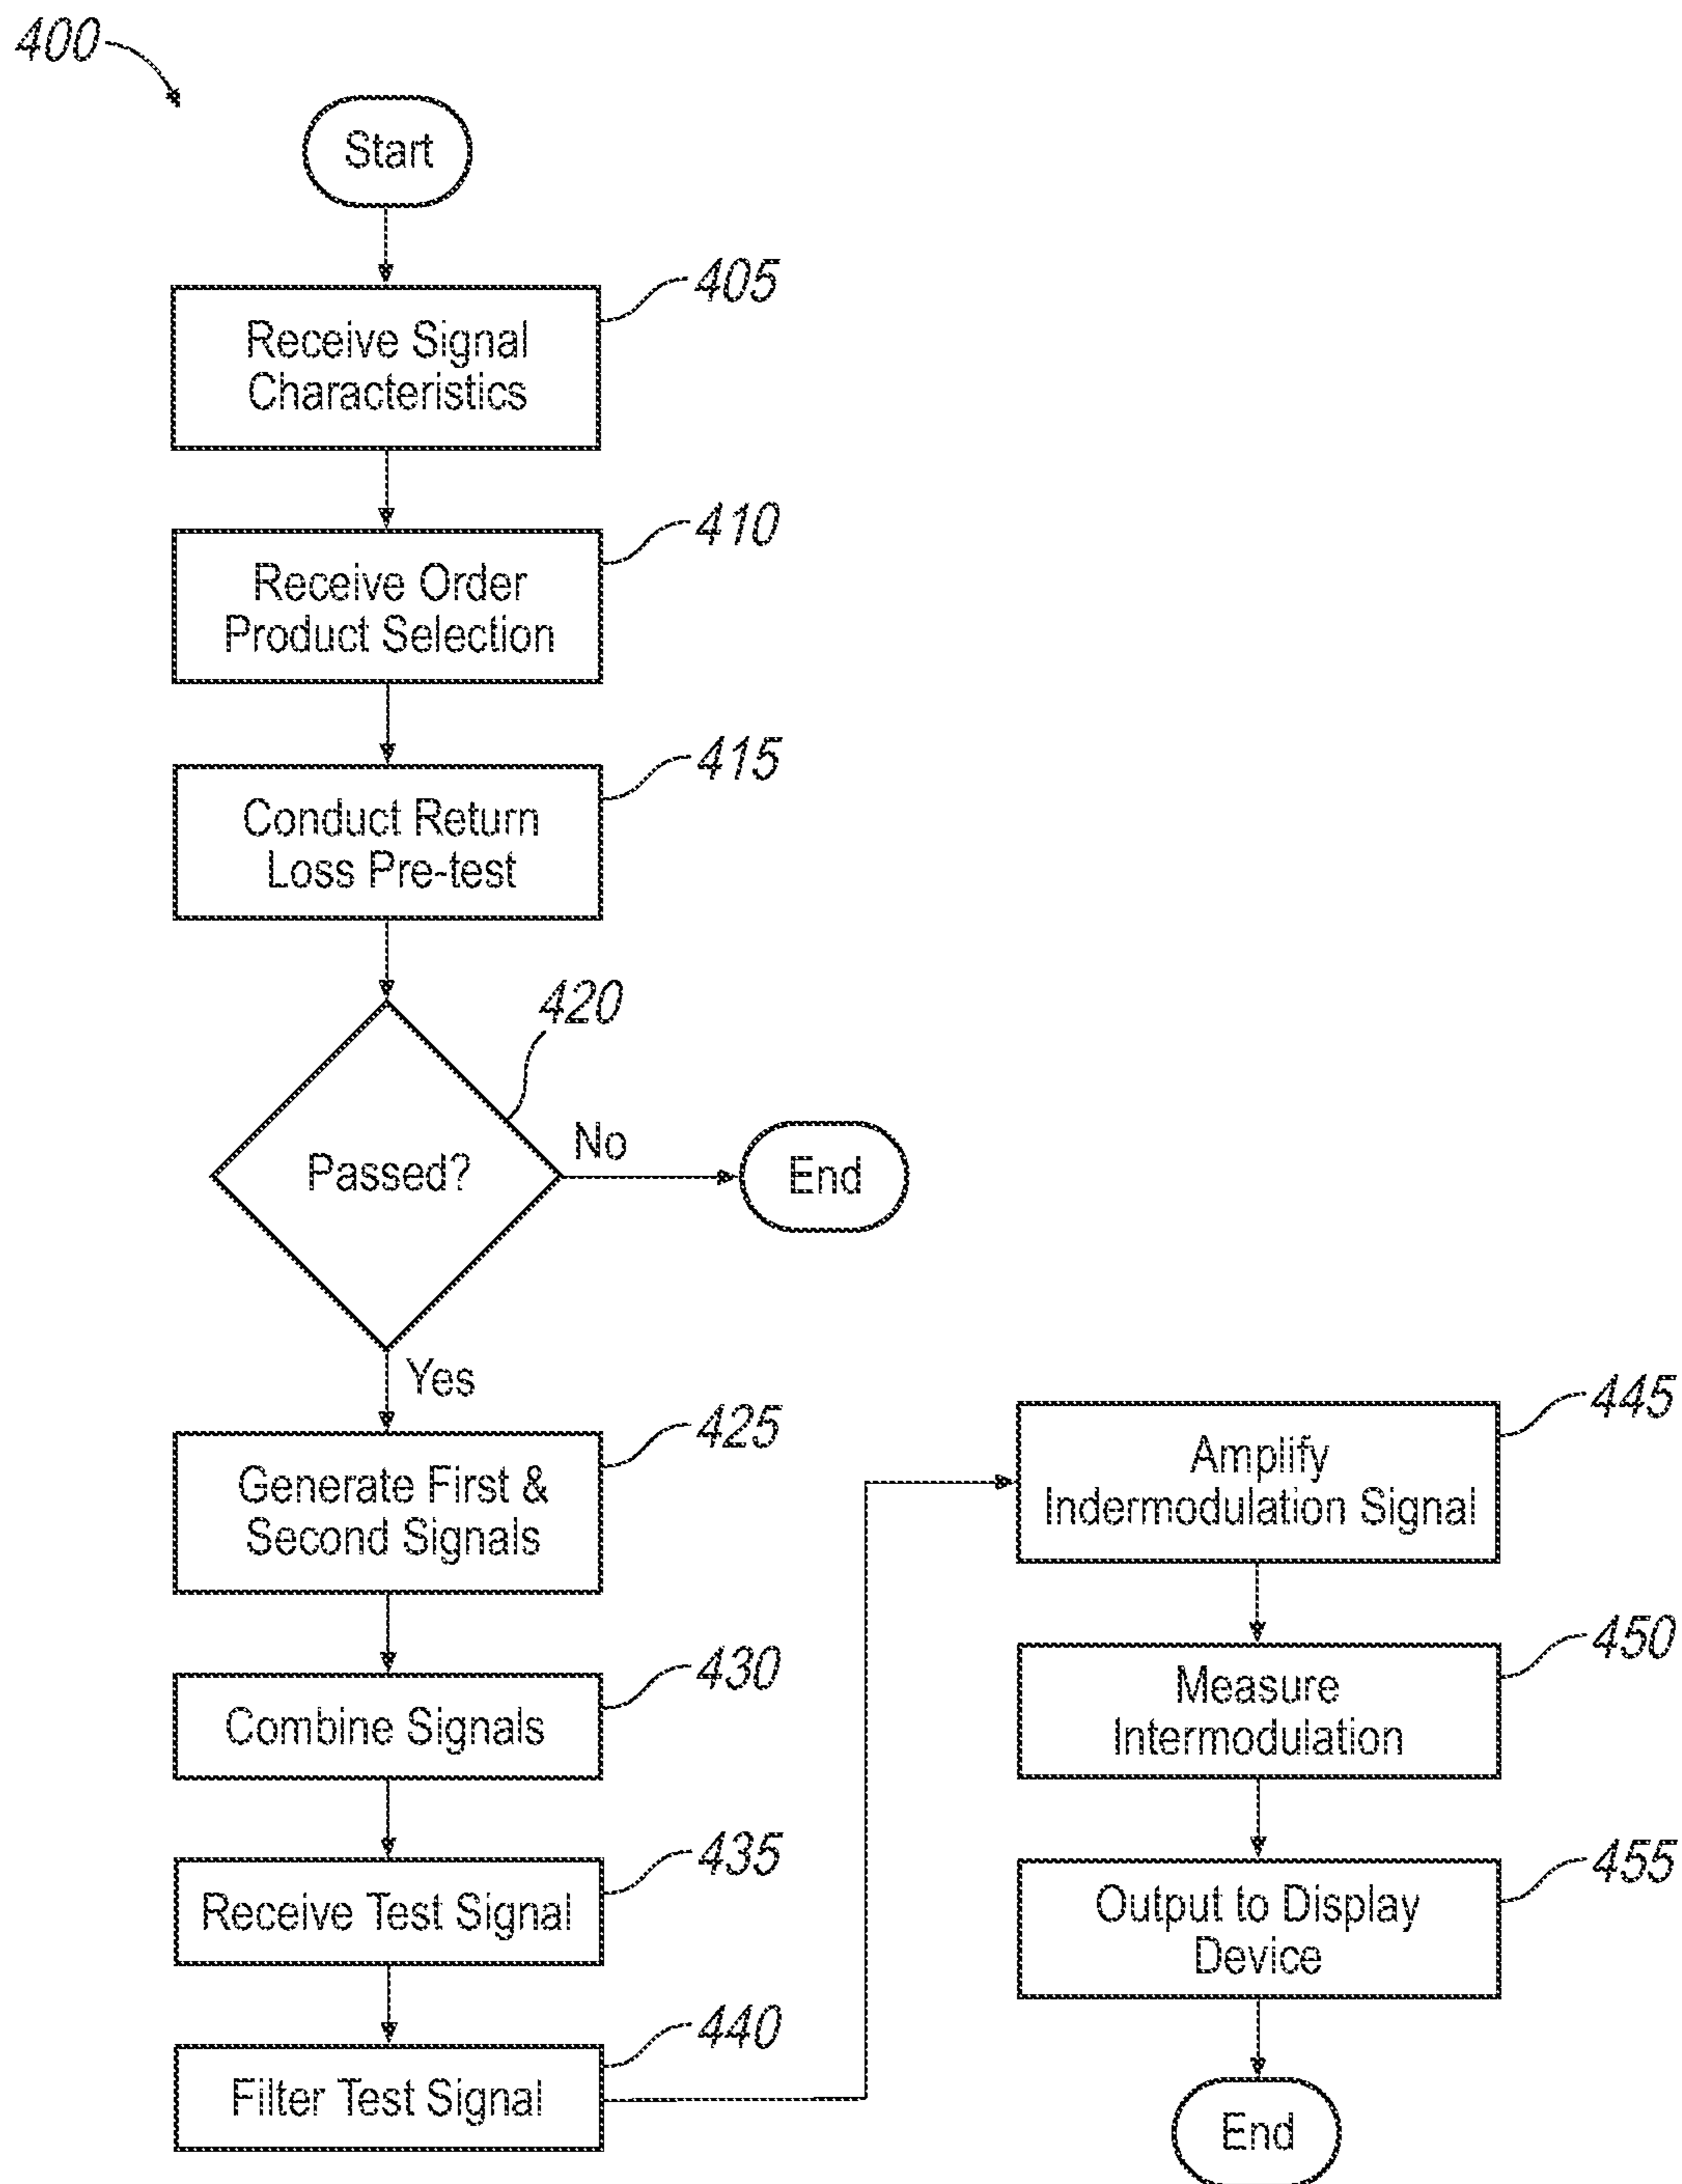 400
Start
405
Receive Signal
Characteristics
410
Receive Order
Product Selection
415
Conduct Return
Loss Pre-test
420
Passed?
No
End
Yes
425
Generate First &
Second Signals
430
Combine Signals
435
Receive Test Signal
440
Filter Test Signal
445
Amplify
Indermodulation Signal
450
Measure
Intermodulation
455
Output to Display
Device
End